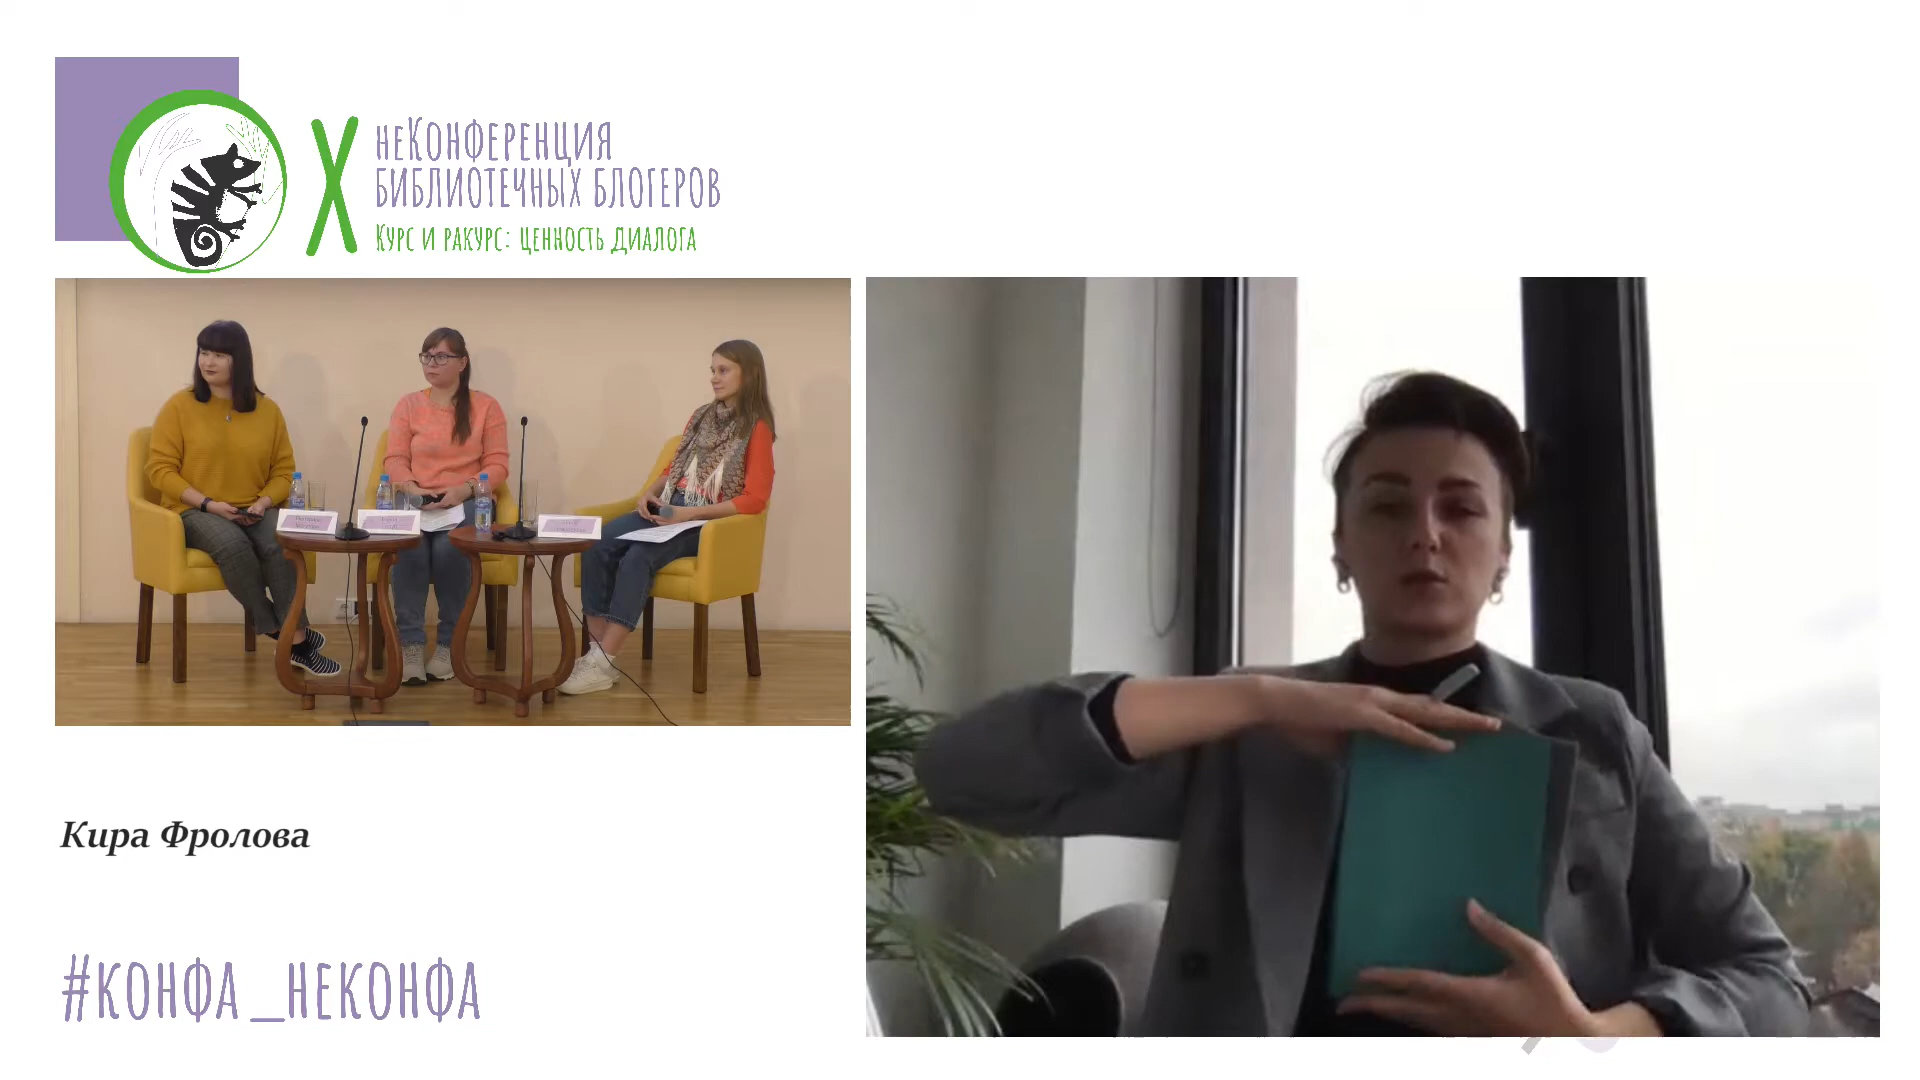 X
неКонференция
библиотечных блогеров
Курс и ракурс: ценность диалога
Кира Фролова
#конфа_неконфа